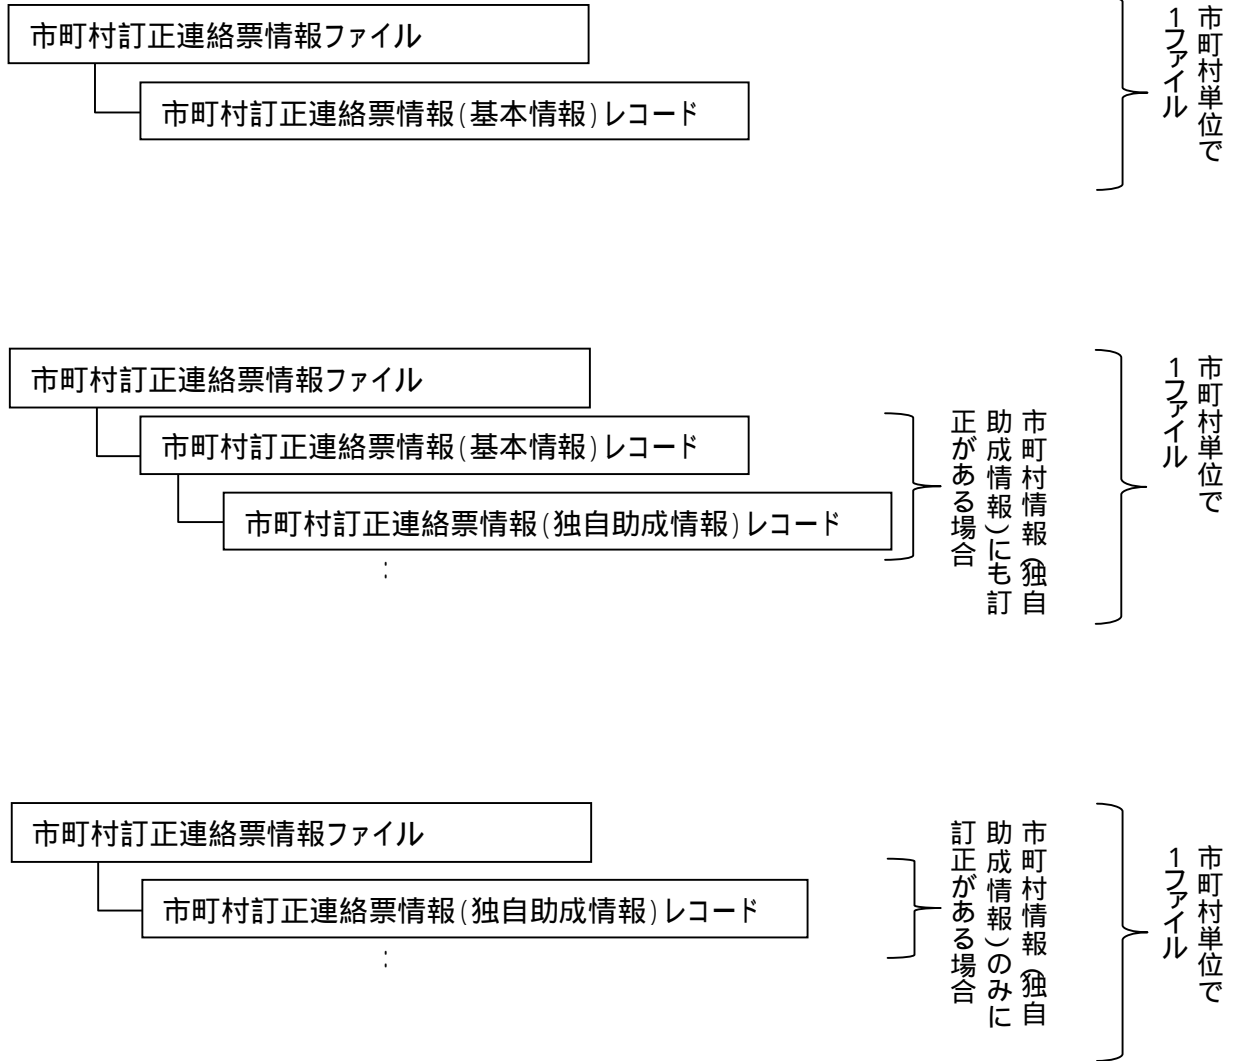 市町村訂正連絡票情報ファイル
市町村訂正連絡票情報(基本情報)レコード
市町村単位で
1ファイル
市町村訂正連絡票情報ファイル
市町村訂正連絡票情報(基本情報)レコード
市町村訂正連絡票情報(独自助成情報)レコード
:
市町村情報(独自
助成情報)にも訂
正がある場合
市町村単位で
1ファイル
市町村訂正連絡票情報ファイル
市町村訂正連絡票情報(独自助成情報)レコード
:
市町村情報(独自
助成情報)のみに
訂正がある場合
市町村単位で
1ファイル